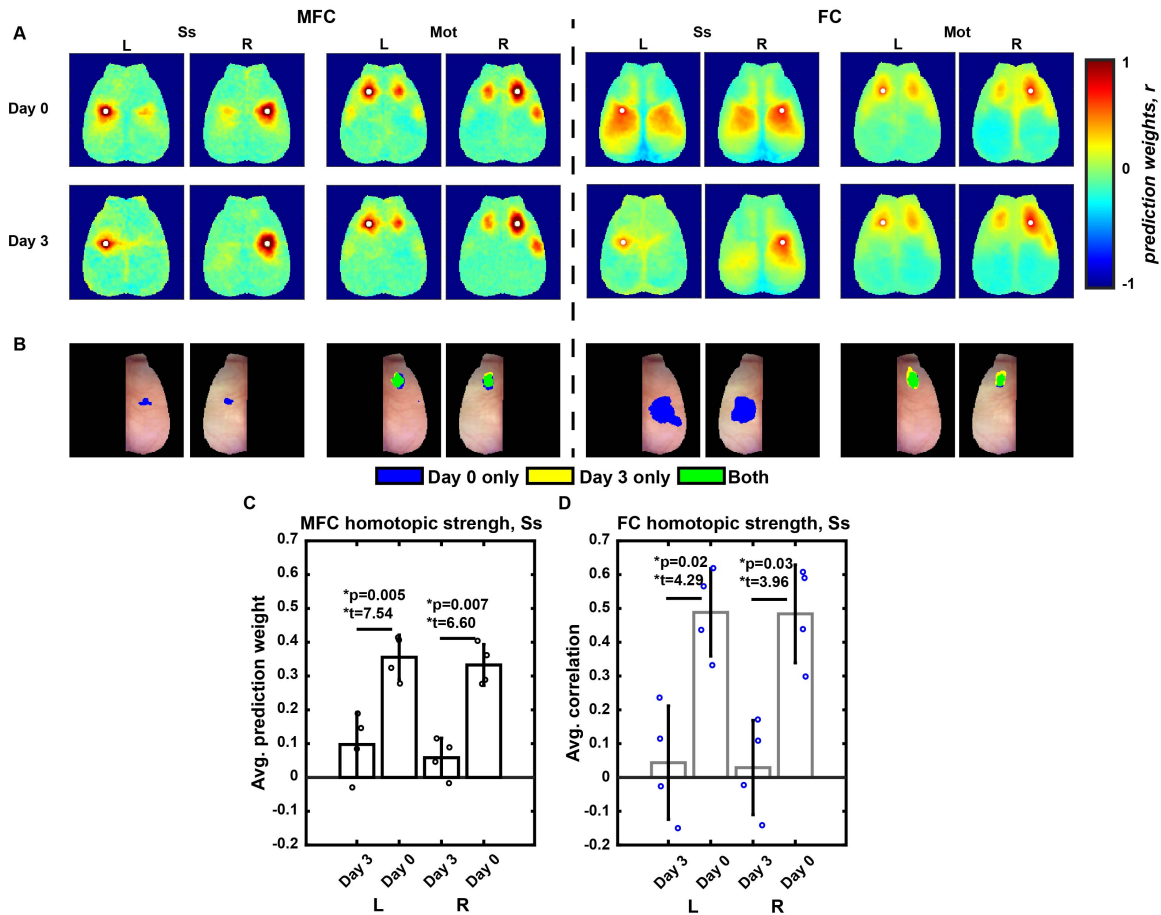 MFC
FC
A
Ss
Mot
Ss
Mot
L
R
L
R
L
R
L
R
Day 0
Day 3
1
0
-1
prediction weights, r
B
Day 0 only
Day 3 only
Both
C
MFC homotopic strengh, Ss
Avg. prediction weight
0.7
0.6
0.5
0.4
0.3
0.2
0.1
0
-0.1
-0.2
*p=0.005
*t=7.54
*p=0.007
*t=6.60
Day 3
Day 0
Day 3
Day 0
L
R
D
FC homotopic strength, Ss
Avg. correlation
0.7
0.6
0.5
0.4
0.3
0.2
0.1
0
-0.1
-0.2
*p=0.02
*t=4.29
*p=0.03
*t=3.96
Day 3
Day 0
Day 3
Day 0
L
R